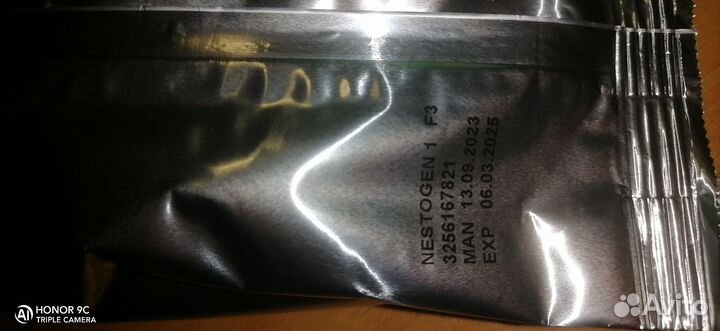 NESTOGEN 1 F3
3256167821
MAN 13.09.2023
EXP 06.03.2025
HONOR 9C
TRIPLE CAMERA
Avito